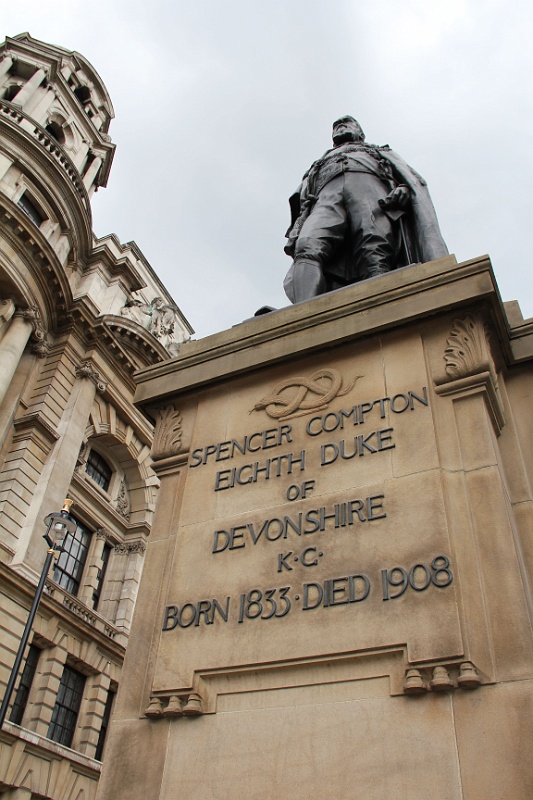 SPENCER COMPTON
EIGHTH DUKE
OF
DEVONSHIRE
K·G·
BORN 1833·DIED 1908